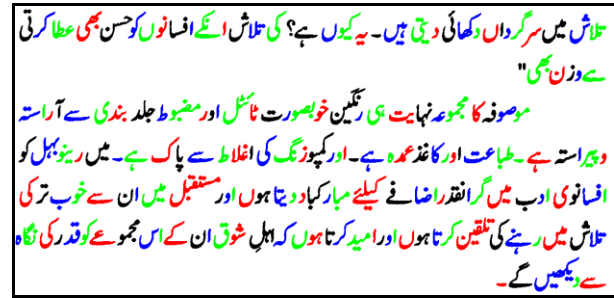 تلاش میں سرگرداں دکھائی دیتی ہیں۔ یہ کیوں ہے؟ کی تلاش انکے افسانوں کو حسن بھی عطا کرتی
ہے وزن بھی"
موصوفہ کا مجموعہ نہایت ہی رنگین خوبصورت ٹائٹل اور مضبوط جلد بندی سے آراستہ
و پیراستہ ہے۔ طباعت اور کاغذ عمدہ ہے۔ اور کمپوزنگ کی اغلاط سے پاک ہے۔ میں رینو بہل کو
افسانوی ادب میں گرانقدر اضافے کیلئے مبارکباد دیتا ہوں اور مستقبل میں ان سے خوب تر کی
تلاش میں رہنے کی تلقین کرتا ہوں اور امید کرتا ہوں کہ اہلِ شوق ان کے اس مجموعے کو قدر کی نگاہ
سے دیکھیں گے۔